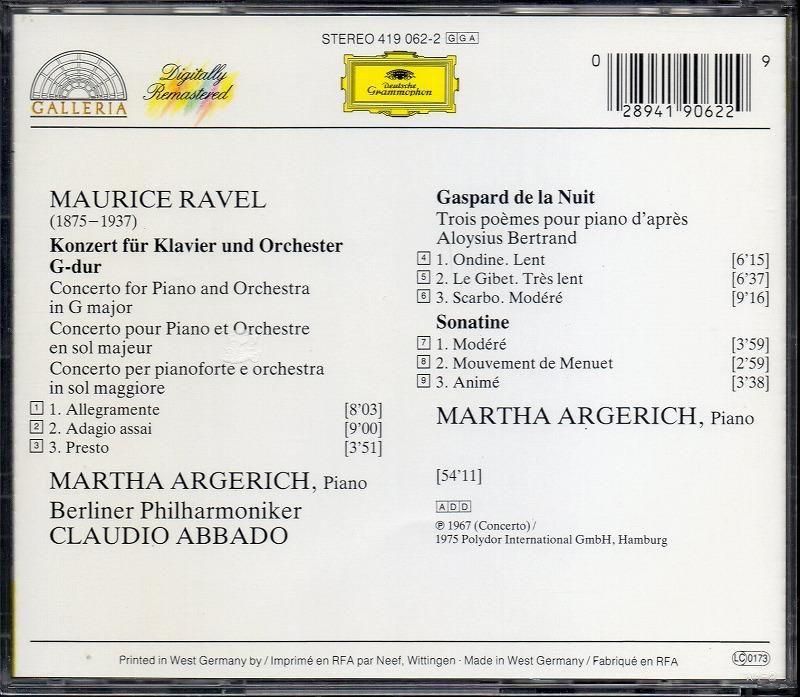 STEREO 419 062-2 GGA
GALLERIA
Digitally
Remastered
Deutsche
Grammophon
0 28941 90622 9
MAURICE RAVEL
(1875–1937)
Konzert für Klavier und Orchester
G-dur
Concerto for Piano and Orchestra
in G major
Concerto pour Piano et Orchestre
en sol majeur
Concerto per pianoforte e orchestra
in sol maggiore
1 1. Allegramente [8'03]
2 2. Adagio assai [9'00]
3 3. Presto [3'51]
MARTHA ARGERICH, Piano
Berliner Philharmoniker
CLAUDIO ABBADO
Gaspard de la Nuit
Trois poèmes pour piano d'après
Aloysius Bertrand
4 1. Ondine. Lent [6'15]
5 2. Le Gibet. Très lent [6'37]
6 3. Scarbo. Modéré [9'16]
Sonatine
7 1. Modéré [3'59]
8 2. Mouvement de Menuet [2'59]
9 3. Animé [3'38]
MARTHA ARGERICH, Piano
[54'11]
ADD
℗ 1967 (Concerto)/
1975 Polydor International GmbH, Hamburg
Printed in West Germany by / Imprimé en RFA par Neef, Wittingen · Made in West Germany / Fabriqué en RFA
LC 0173